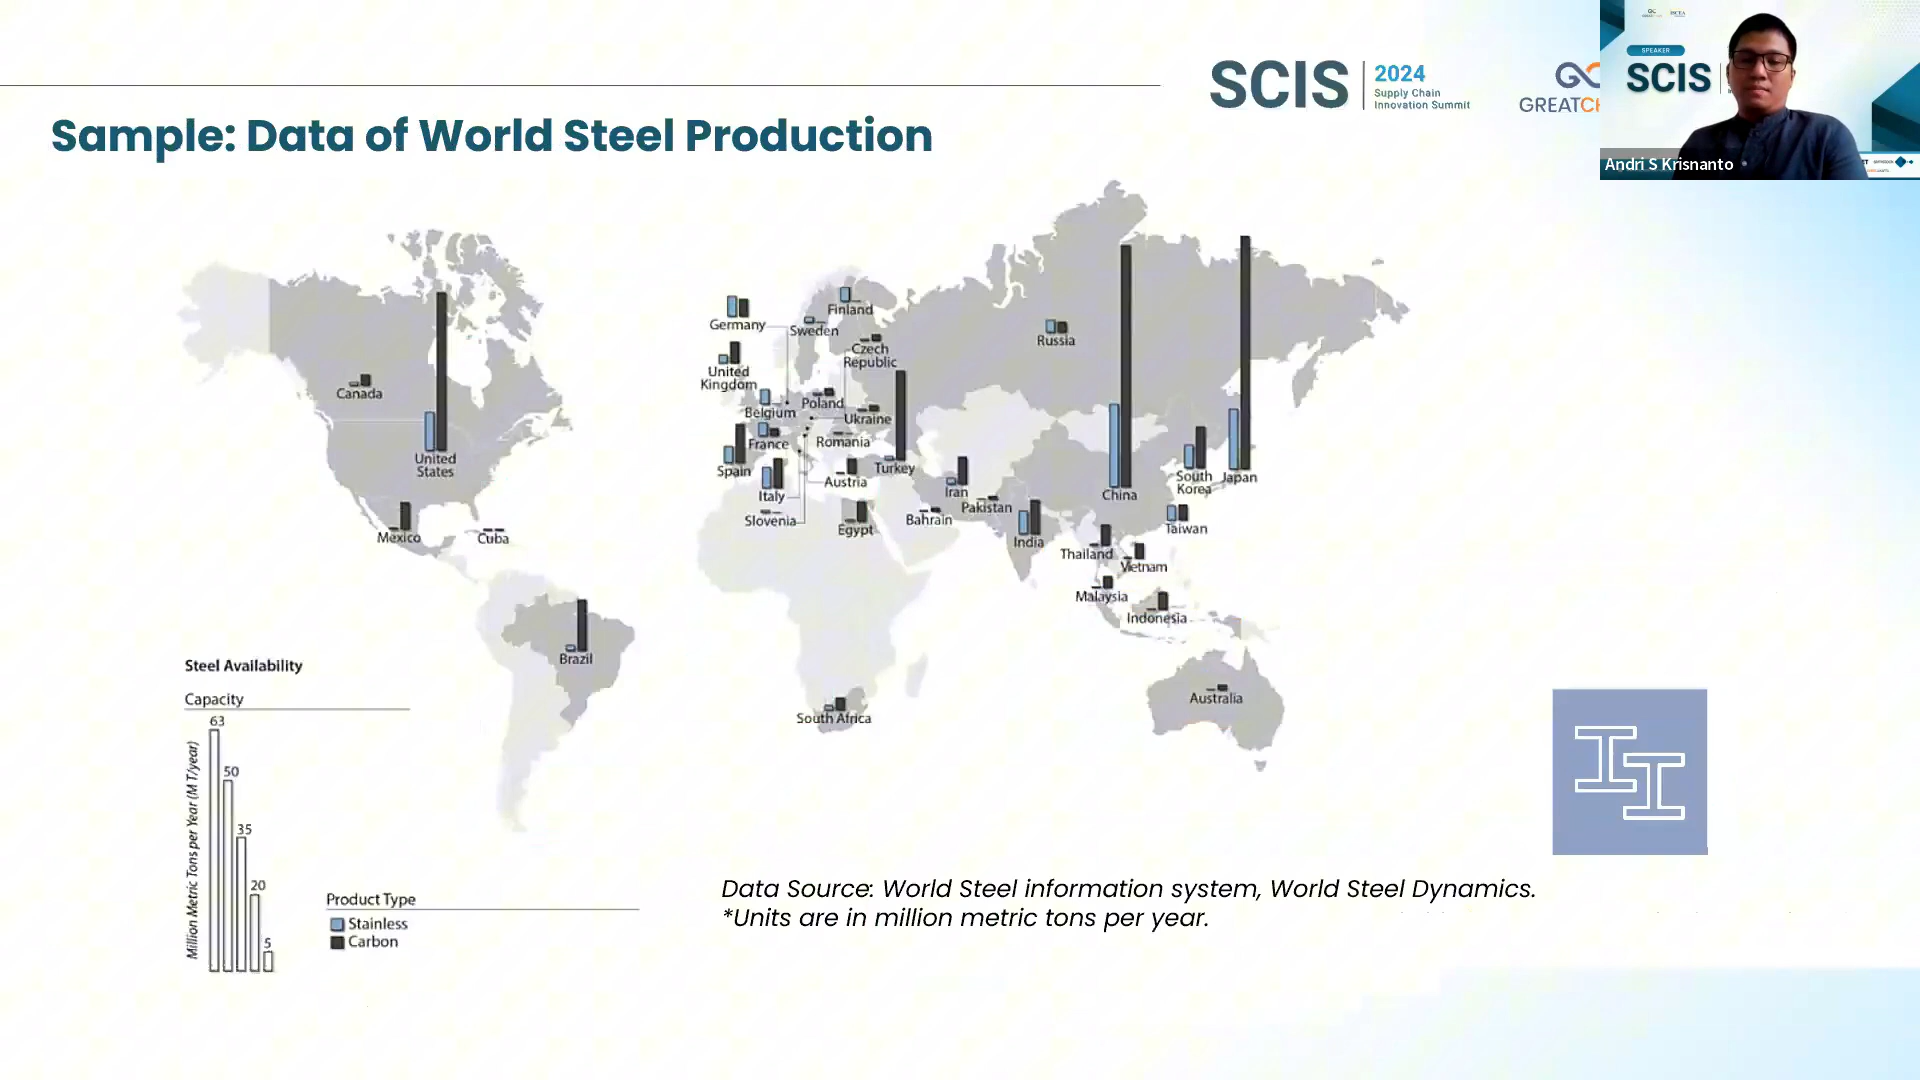 SCIS
2024
Supply Chain
Innovation Summit
GC
GREATC
SPEAKER
SCIS
Andri S Krisnanto
Sample: Data of World Steel Production
Germany
Finland
Sweden
Czech
Republic
Russia
United
Kingdom
Canada
Belgium
Poland
Ukraine
France
Romania
United
States
Spain
Turkey
Austria
Italy
Iran
China
South
Korea
Japan
Pakistan
Slovenia
Egypt
Bahrain
India
Taiwan
Mexico
Cuba
Thailand
Vietnam
Malaysia
Indonesia
Brazil
Australia
South Africa
Steel Availability
Capacity
63
50
35
20
5
Million Metric Tons per Year (M T/year)
Product Type
Stainless
Carbon
Data Source: World Steel information system, World Steel Dynamics.
*Units are in million metric tons per year.